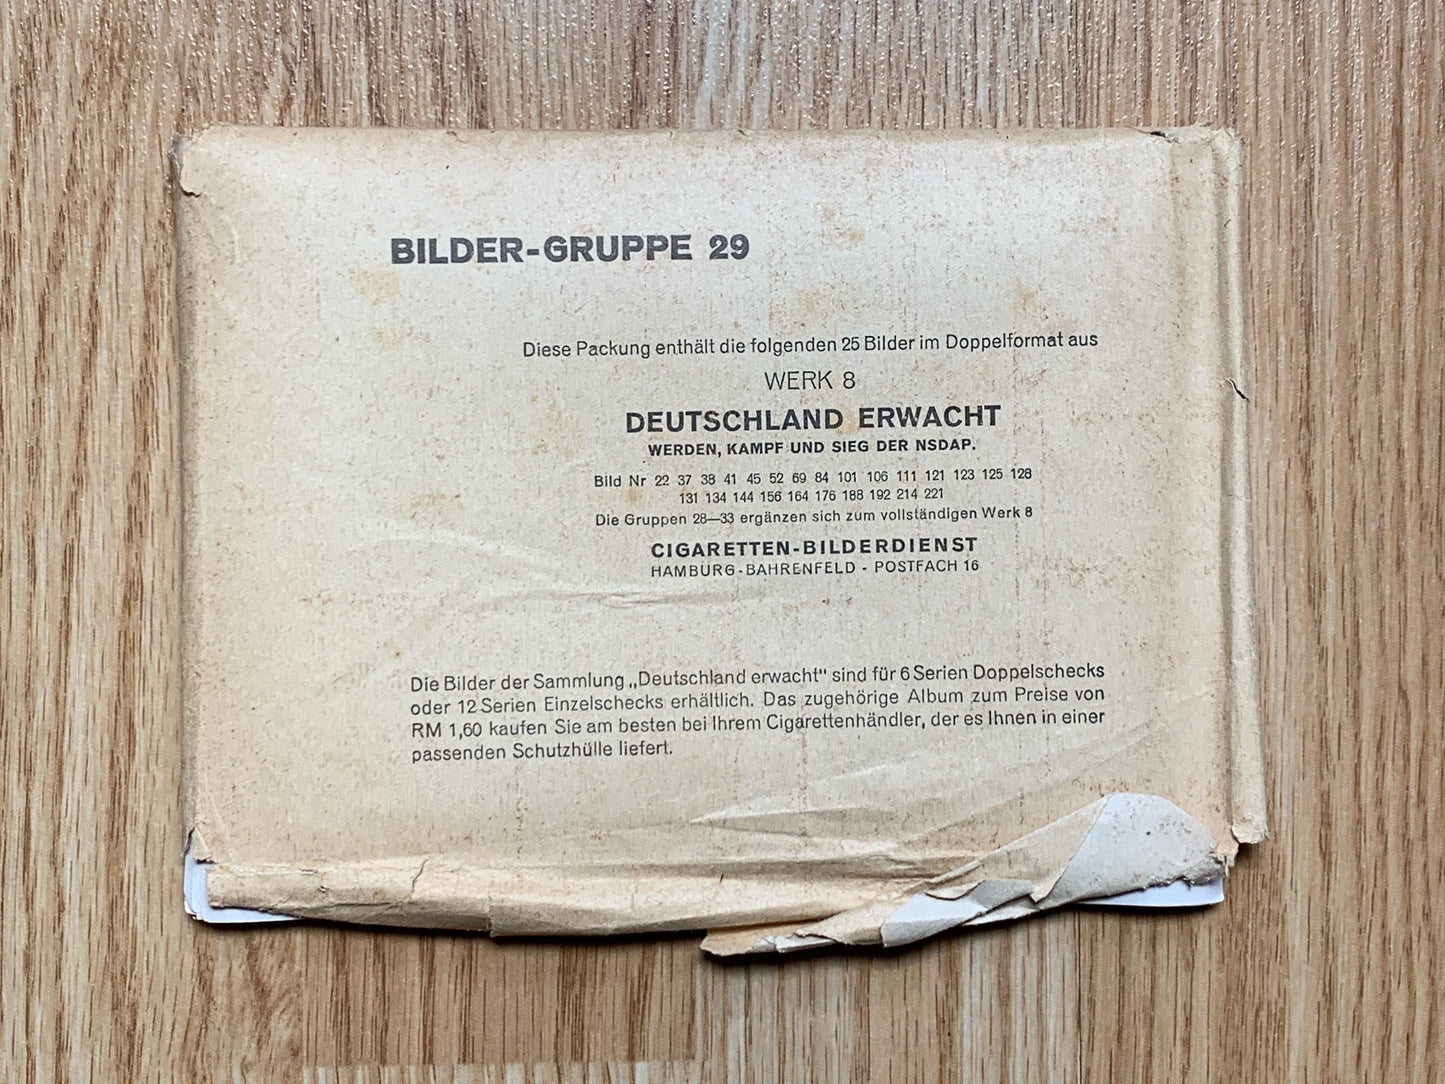 BILDER-GRUPPE 29
Diese Packung enthält die folgenden 25 Bilder im Doppelformat aus
WERK 8
DEUTSCHLAND ERWACHT
WERDEN, KAMPF UND SIEG DER NSDAP.
Bild Nr 22 37 38 41 45 52 69 84 101 106 111 121 123 125 128
131 134 144 156 164 176 188 192 214 221
Die Gruppen 28—33 ergänzen sich zum vollständigen Werk 8
CIGARETTEN-BILDERDIENST
HAMBURG-BAHRENFELD - POSTFACH 16
Die Bilder der Sammlung „Deutschland erwacht" sind für 6 Serien Doppelschecks
oder 12 Serien Einzelschecks erhältlich. Das zugehörige Album zum Preise von
RM 1,60 kaufen Sie am besten bei Ihrem Cigarettenhändler, der es Ihnen in einer
passenden Schutzhülle liefert.